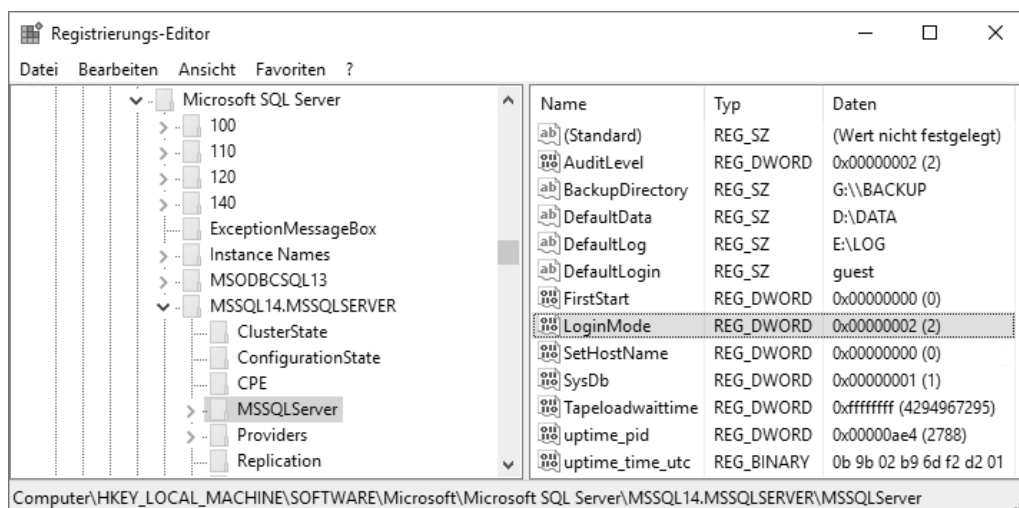 Registrierungs-Editor
Datei Bearbeiten Ansicht Favoriten ?
Microsoft SQL Server
100
110
120
140
ExceptionMessageBox
Instance Names
MSODBCSQL13
MSSQL14.MSSQLSERVER
ClusterState
ConfigurationState
CPE
MSSQLServer
Providers
Replication
Name Typ Daten
(Standard) REG_SZ (Wert nicht festgelegt)
AuditLevel REG_DWORD 0x00000002 (2)
BackupDirectory REG_SZ G:\\BACKUP
DefaultData REG_SZ D:\DATA
DefaultLog REG_SZ E:\LOG
DefaultLogin REG_SZ guest
FirstStart REG_DWORD 0x00000000 (0)
LoginMode REG_DWORD 0x00000002 (2)
SetHostName REG_DWORD 0x00000000 (0)
SysDb REG_DWORD 0x00000001 (1)
Tapeloadwaittime REG_DWORD 0xffffffff (4294967295)
uptime_pid REG_DWORD 0x00000ae4 (2788)
uptime_time_utc REG_BINARY 0b 9b 02 b9 6d f2 d2 01
Computer\HKEY_LOCAL_MACHINE\SOFTWARE\Microsoft\Microsoft SQL Server\MSSQL14.MSSQLSERVER\MSSQLServer